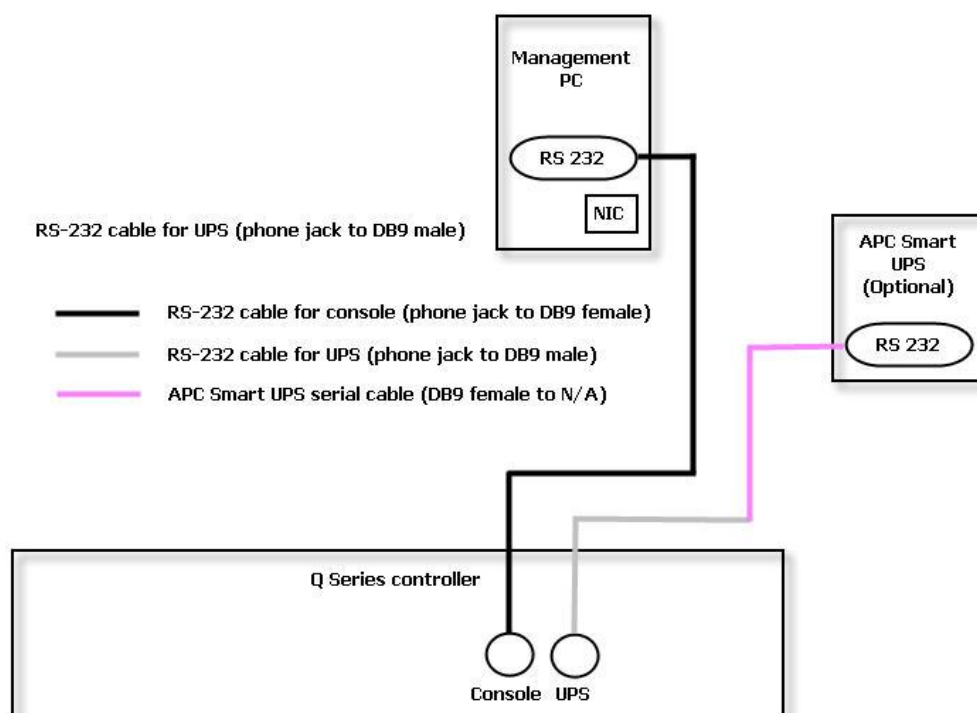 Management
PC
RS 232
NIC
RS-232 cable for UPS (phone jack to DB9 male)
APC Smart
UPS
(Optional)
RS 232
RS-232 cable for console (phone jack to DB9 female)
RS-232 cable for UPS (phone jack to DB9 male)
APC Smart UPS serial cable (DB9 female to N/A)
Q Series controller
Console
UPS